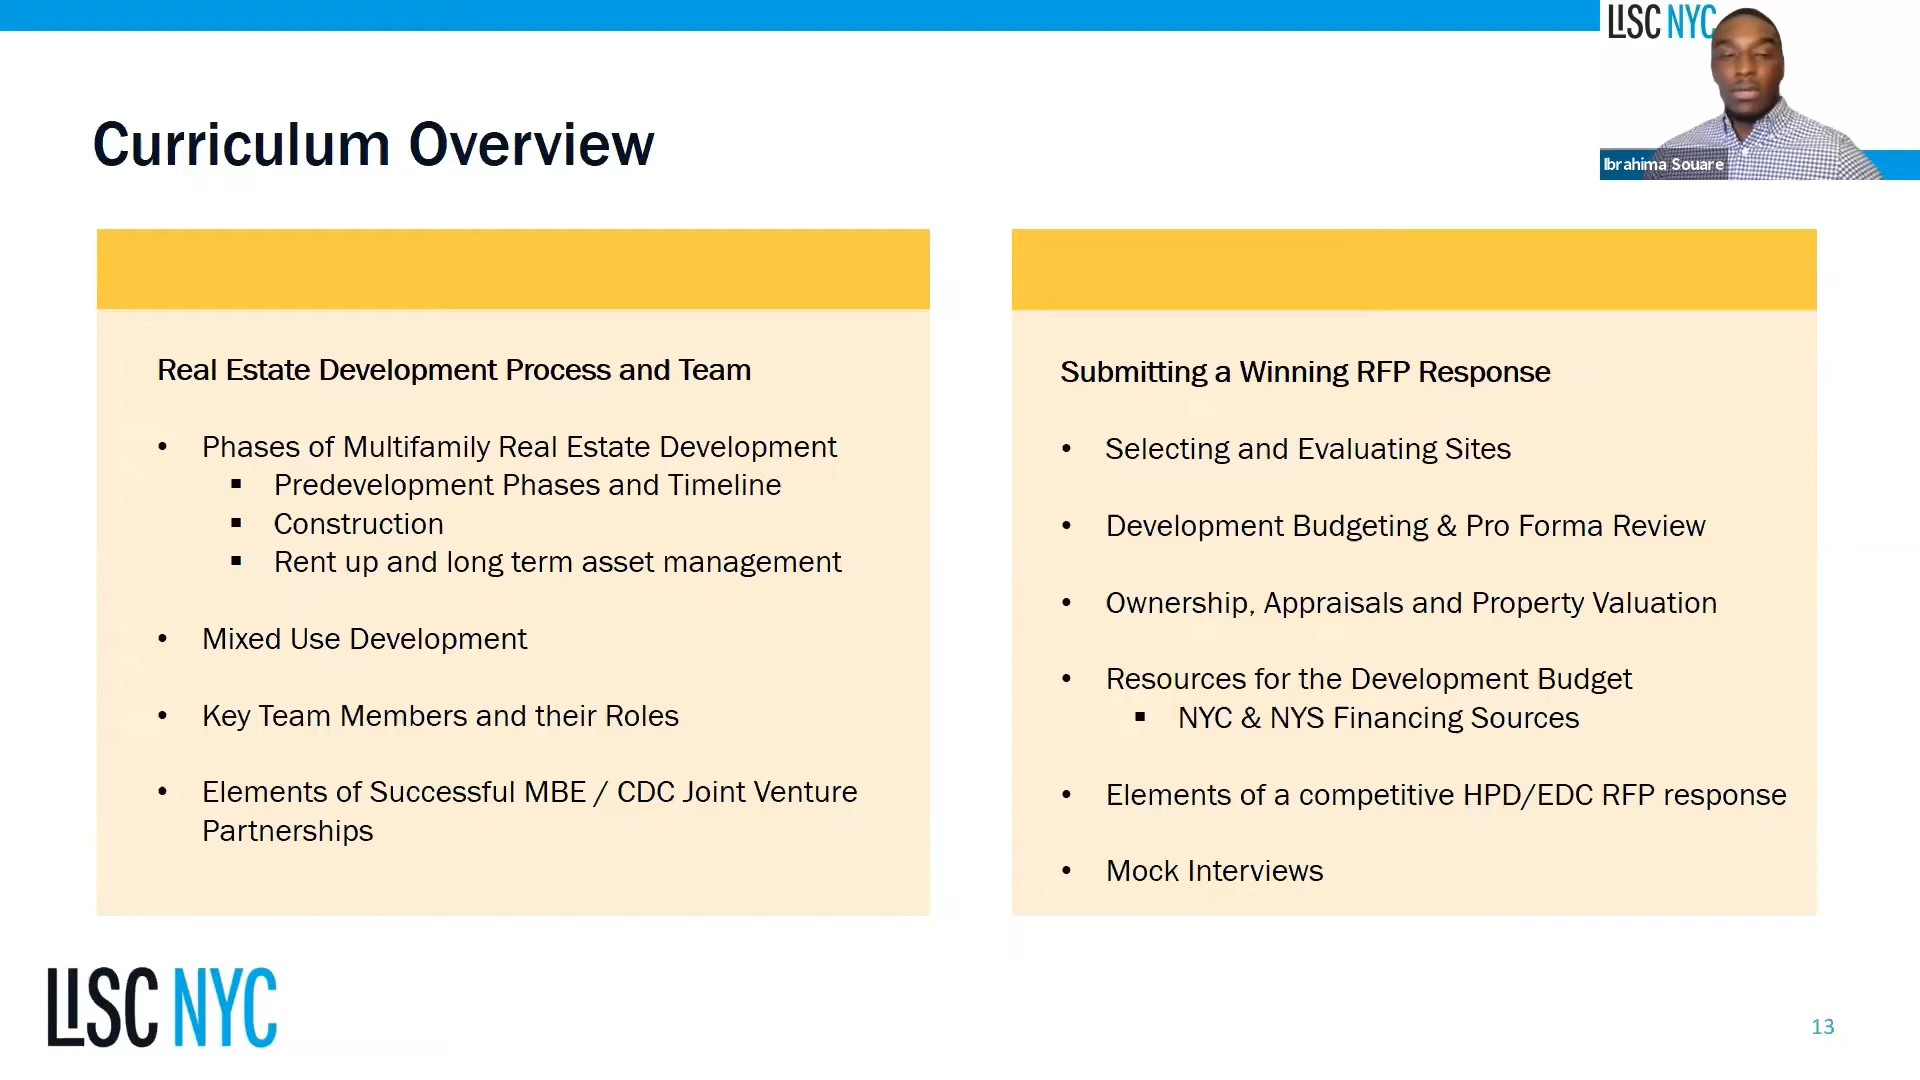 LISC NYC
Ibrahima Souare
Curriculum Overview
Real Estate Development Process and Team
• Phases of Multifamily Real Estate Development
▪ Predevelopment Phases and Timeline
▪ Construction
▪ Rent up and long term asset management
• Mixed Use Development
• Key Team Members and their Roles
• Elements of Successful MBE / CDC Joint Venture
Partnerships
Submitting a Winning RFP Response
• Selecting and Evaluating Sites
• Development Budgeting & Pro Forma Review
• Ownership, Appraisals and Property Valuation
• Resources for the Development Budget
▪ NYC & NYS Financing Sources
• Elements of a competitive HPD/EDC RFP response
• Mock Interviews
LISC NYC
13